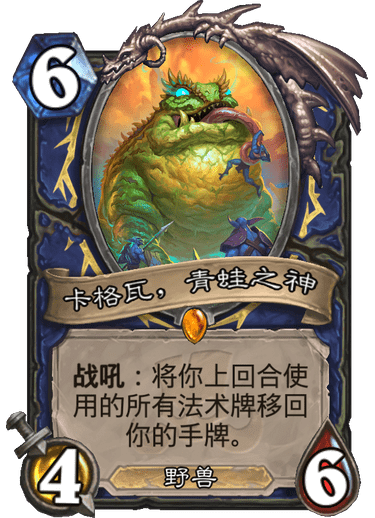 6
卡格瓦，青蛙之神
战吼：将你上回合使
用的所有法术牌移回
你的手牌。
野兽
4
6